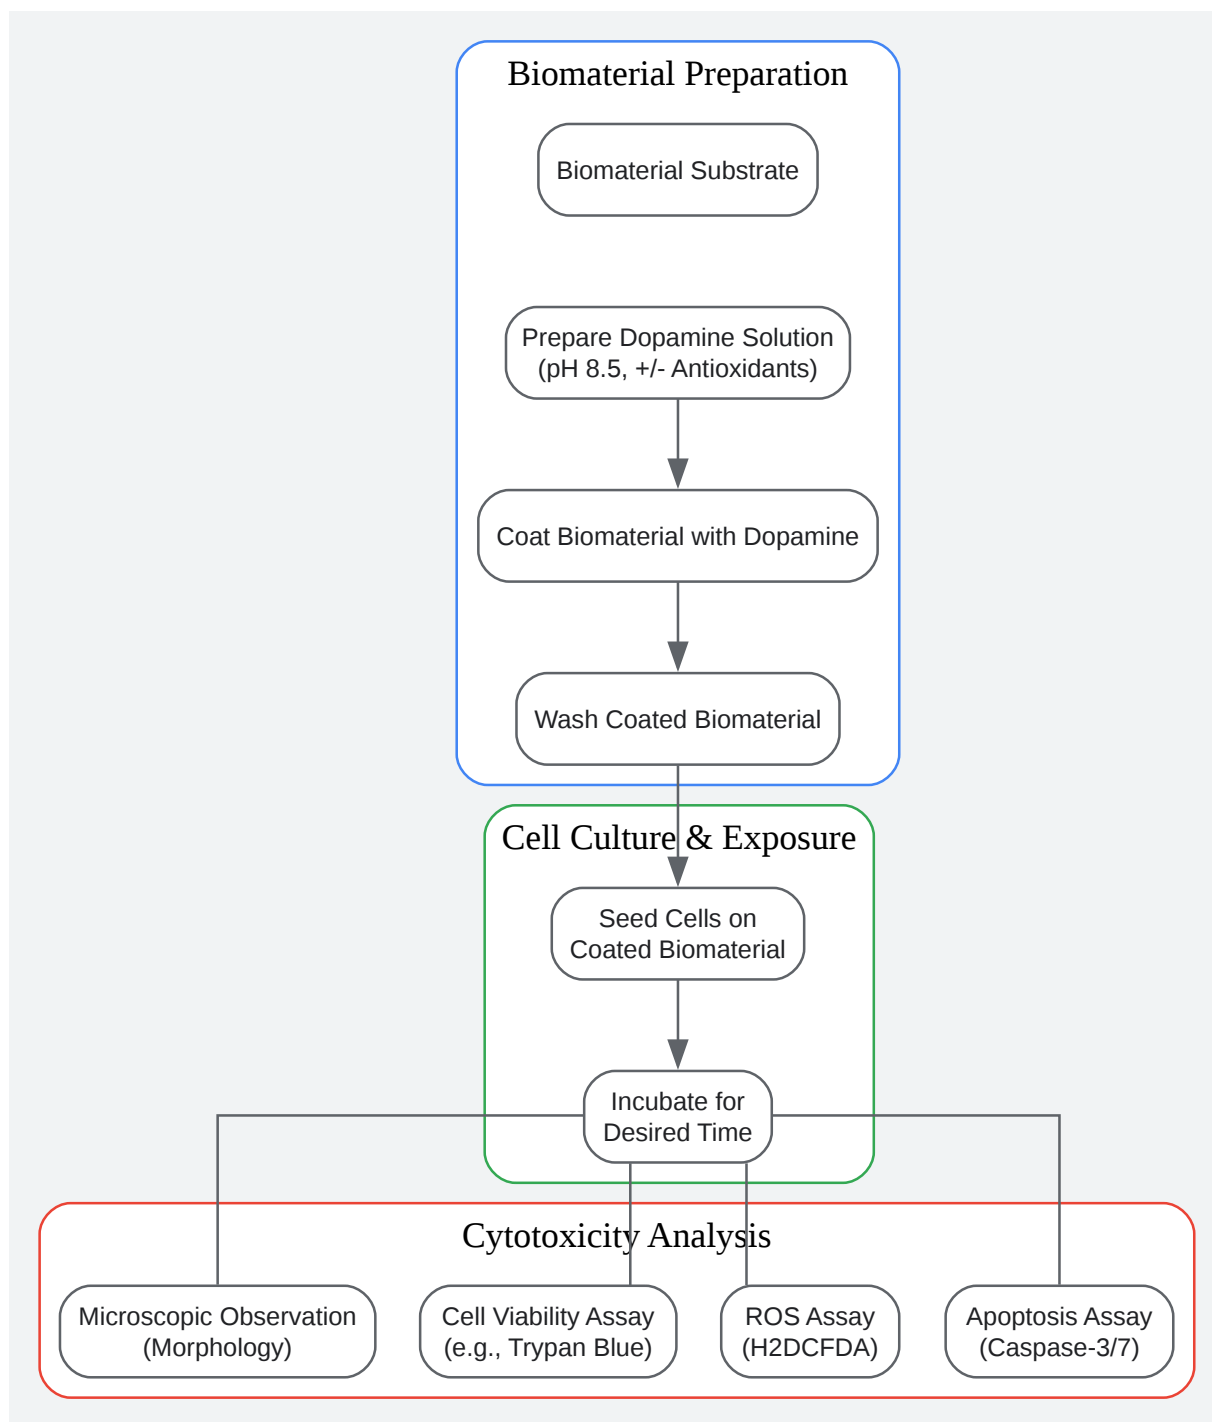 Biomaterial Preparation
Biomaterial Substrate
Prepare Dopamine Solution
(pH 8.5, +/- Antioxidants)
Coat Biomaterial with Dopamine
Wash Coated Biomaterial
Cell Culture & Exposure
Seed Cells on
Coated Biomaterial
Incubate for
Desired Time
Cytotoxicity Analysis
Microscopic Observation
(Morphology)
Cell Viability Assay
(e.g., Trypan Blue)
ROS Assay
(H2DCFDA)
Apoptosis Assay
(Caspase-3/7)